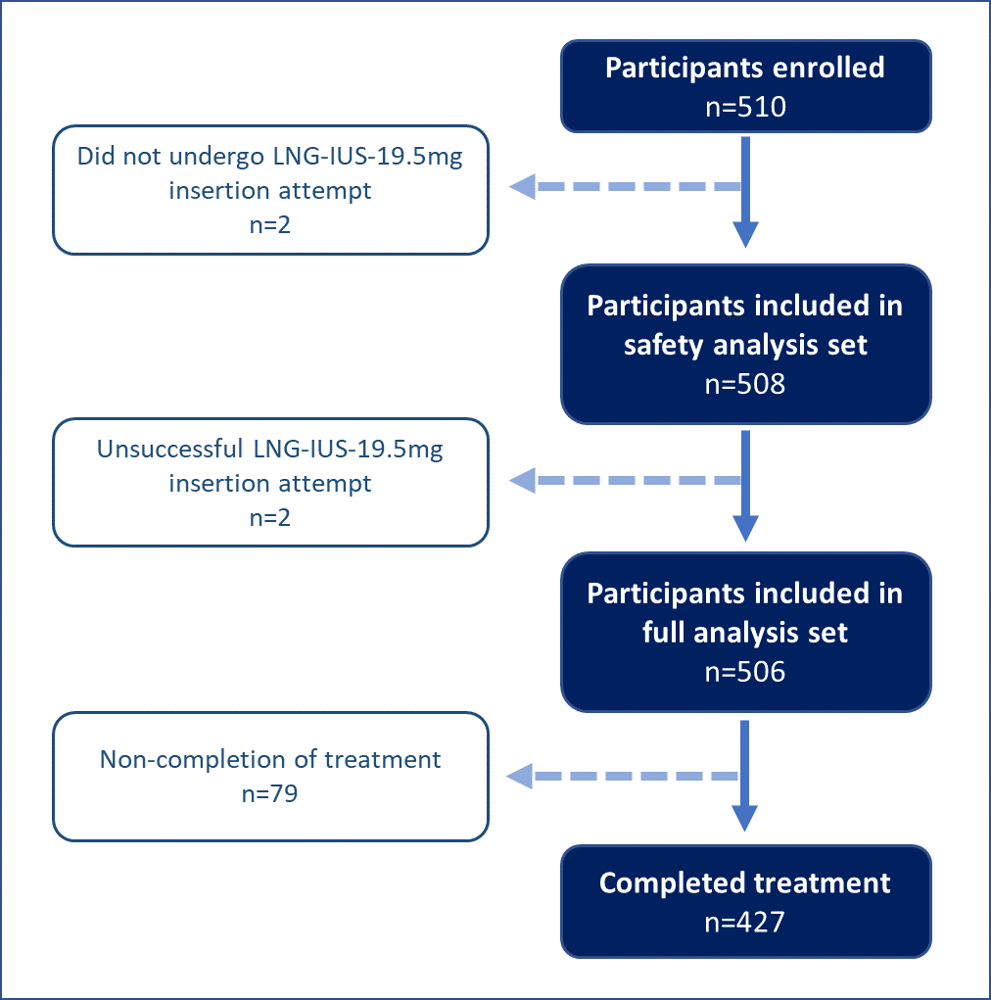 Participants enrolled
n=510
Did not undergo LNG-IUS-19.5mg
insertion attempt
n=2
Participants included in
safety analysis set
n=508
Unsuccessful LNG-IUS-19.5mg
insertion attempt
n=2
Participants included in
full analysis set
n=506
Non-completion of treatment
n=79
Completed treatment
n=427